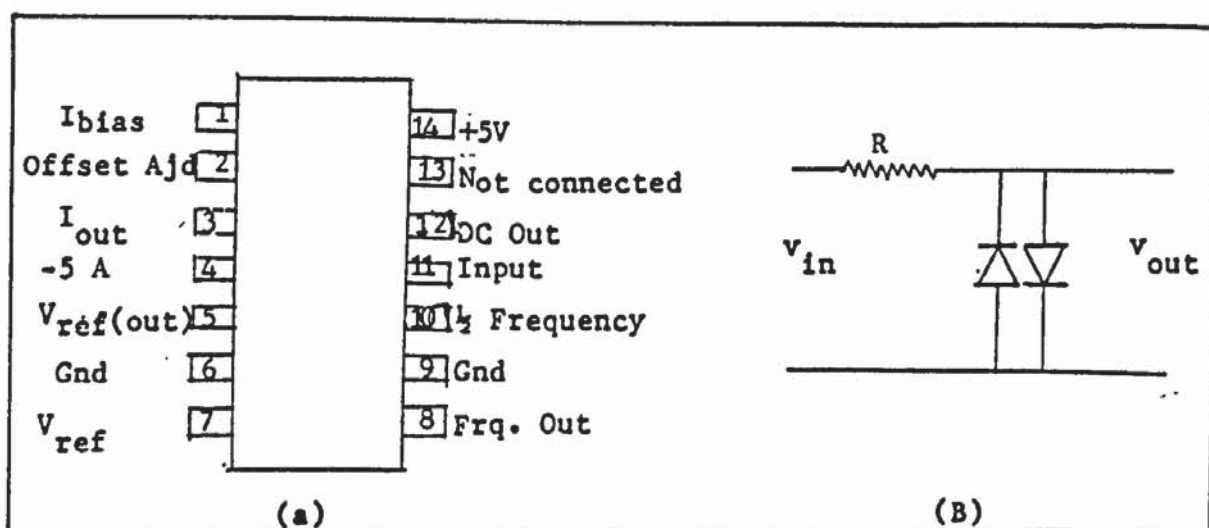 Ibias 1
Offset Ajd 2
Iout 3
-5 A 4
Vref(out) 5
Gnd 6
Vref 7
14 +5V
13 Not connected
12 DC Out
11 Input
10 ½ Frequency
9 Gnd
8 Frq. Out
(a)
R
vin
vout
(B)